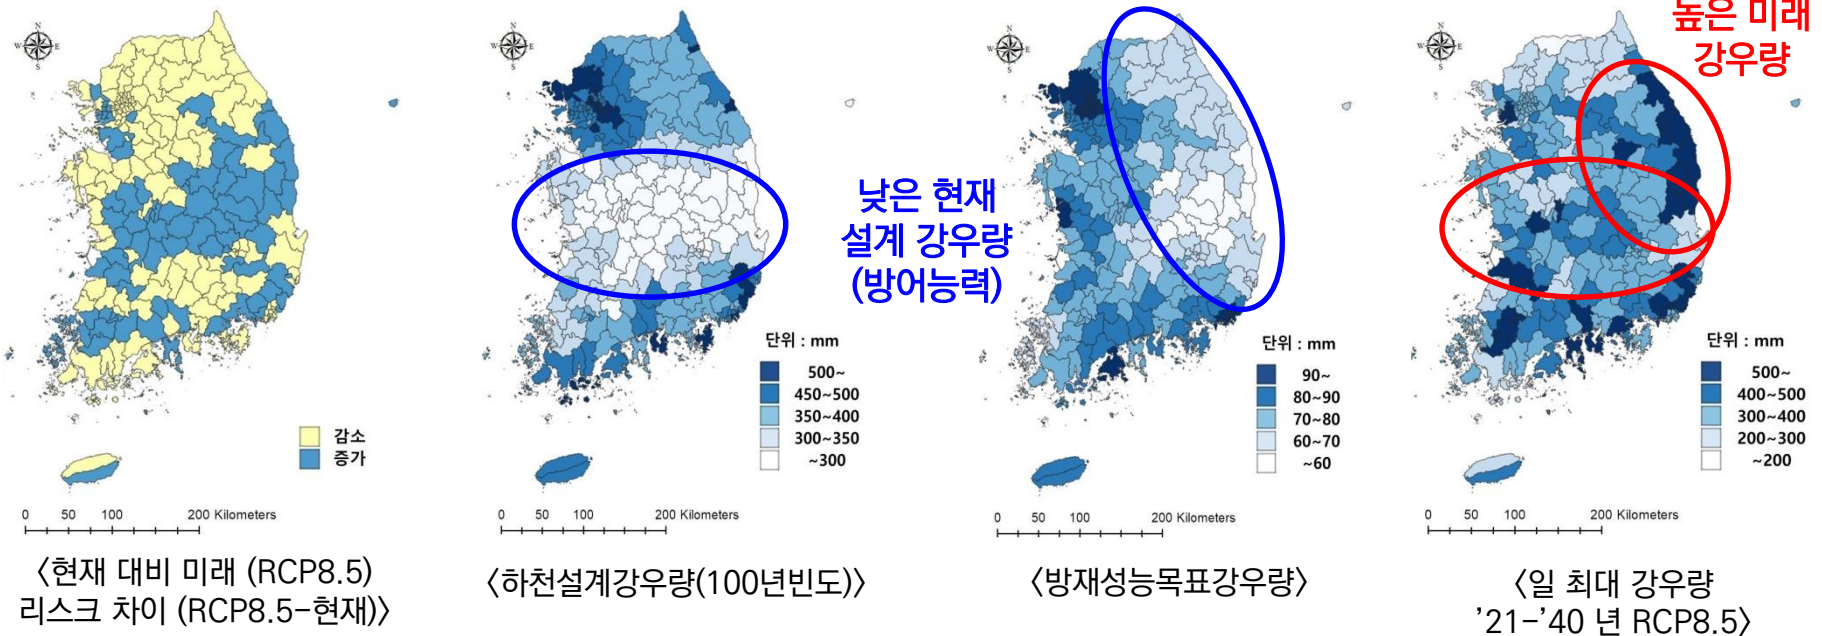 높은 미래
강우량
N
W E
S
N
W E
S
N
W E
S
N
W E
S
낮은 현재
설계 강우량
(방어능력)
감소
증가
단위 : mm
500~
450~500
350~400
300~350
~300
단위 : mm
90~
80~90
70~80
60~70
~60
단위 : mm
500~
400~500
300~400
200~300
~200
0 50 100 200 Kilometers
0 50 100 200 Kilometers
0 50 100 200 Kilometers
0 50 100 200 Kilometers
〈현재 대비 미래 (RCP8.5)
리스크 차이 (RCP8.5-현재)〉
〈하천설계강우량(100년빈도)〉
〈방재성능목표강우량〉
〈일 최대 강우량
’21-’40 년 RCP8.5〉